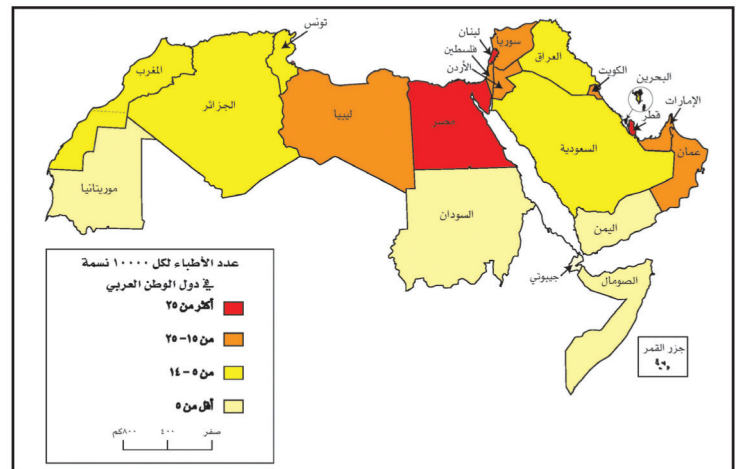 تونس
لبنان
سوريا
فلسطين
الأردن
العراق
الكويت
البحرين
الإمارات
قطر
المغرب
الجزائر
ليبيا
مصر
السعودية
عمان
موريتانيا
السودان
اليمن
جيبوتي
الصومال
جزر القمر
عدد الأطباء لكل ١٠٠٠٠ نسمة
في دول الوطن العربي
أكثر من ٢٥
من ١٥ - ٢٥
من ٥ - ١٤
أقل من ٥
صفر ٤٠٠ ٨٠٠كم